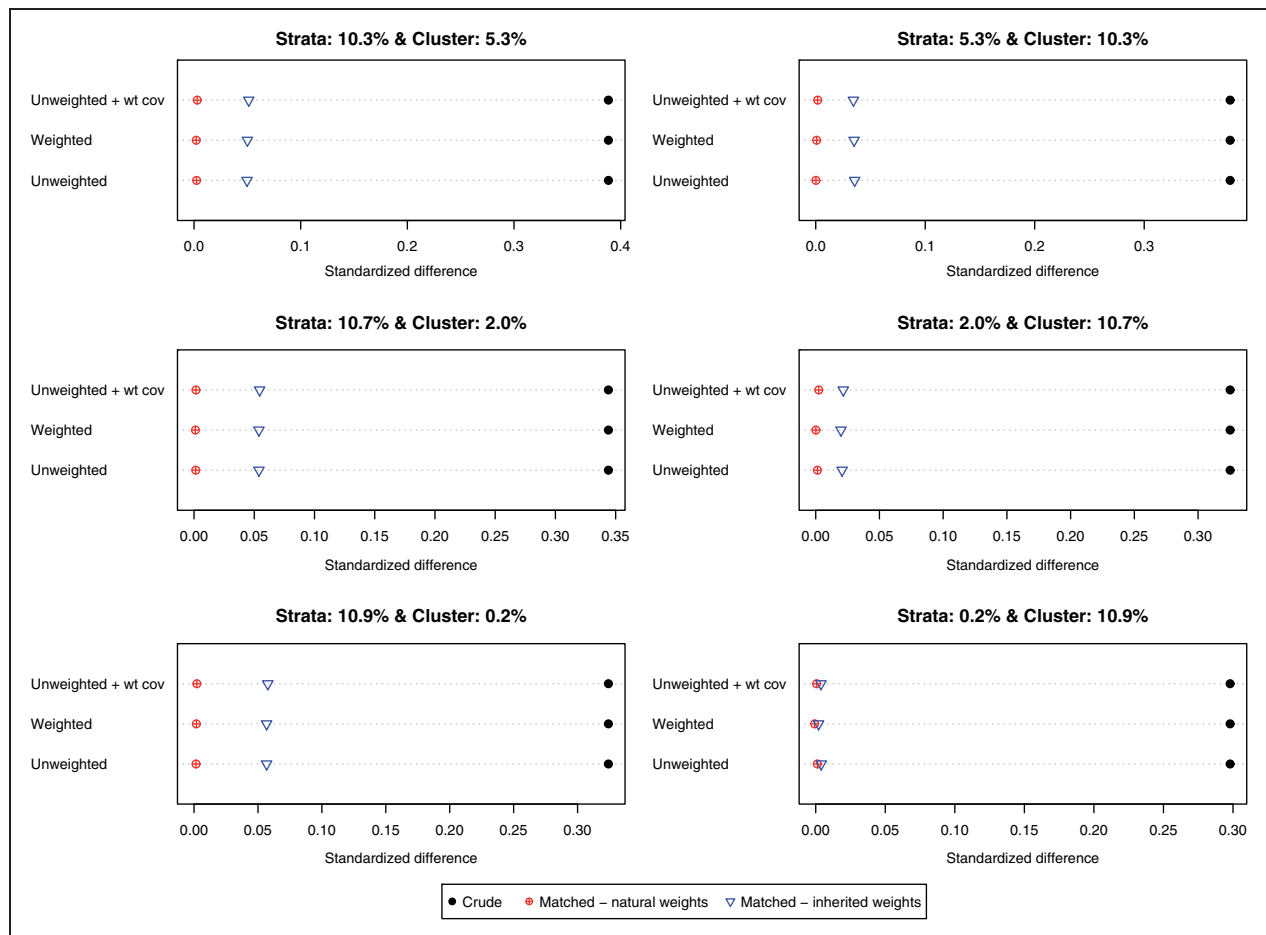 Strata: 10.3% & Cluster: 5.3%
Unweighted + wt cov
Weighted
Unweighted
0.0 0.1 0.2 0.3 0.4
Standardized difference
Strata: 5.3% & Cluster: 10.3%
Unweighted + wt cov
Weighted
Unweighted
0.0 0.1 0.2 0.3
Standardized difference
Strata: 10.7% & Cluster: 2.0%
Unweighted + wt cov
Weighted
Unweighted
0.00 0.05 0.10 0.15 0.20 0.25 0.30 0.35
Standardized difference
Strata: 2.0% & Cluster: 10.7%
Unweighted + wt cov
Weighted
Unweighted
0.00 0.05 0.10 0.15 0.20 0.25 0.30
Standardized difference
Strata: 10.9% & Cluster: 0.2%
Unweighted + wt cov
Weighted
Unweighted
0.00 0.05 0.10 0.15 0.20 0.25 0.30
Standardized difference
Strata: 0.2% & Cluster: 10.9%
Unweighted + wt cov
Weighted
Unweighted
0.00 0.05 0.10 0.15 0.20 0.25 0.30
Standardized difference
Crude Matched − natural weights Matched − inherited weights